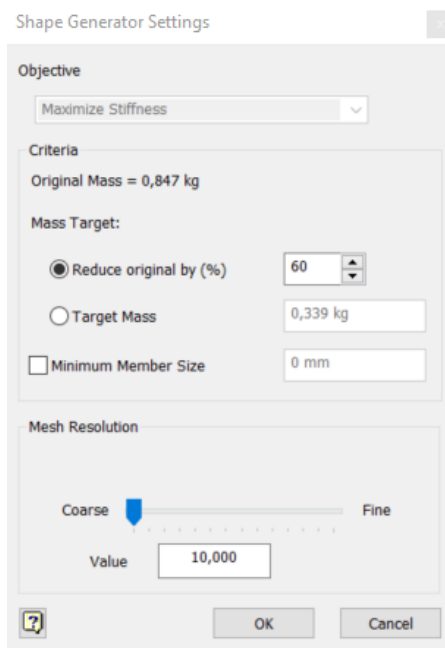 Shape Generator Settings
Objective
Maximize Stiffness
Criteria
Original Mass = 0,847 kg
Mass Target:
Reduce original by (%) 60
Target Mass 0,339 kg
Minimum Member Size 0 mm
Mesh Resolution
Coarse Fine
Value 10,000
OK Cancel